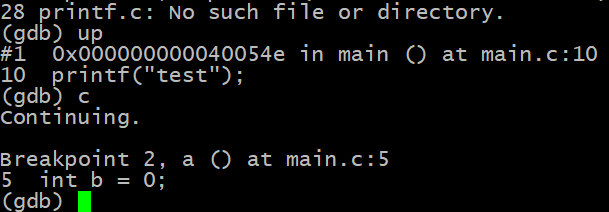 28 printf.c: No such file or directory.
(gdb) up
#1  0x000000000040054e in main () at main.c:10
10  printf("test");
(gdb) c
Continuing.

Breakpoint 2, a () at main.c:5
5  int b = 0;
(gdb)